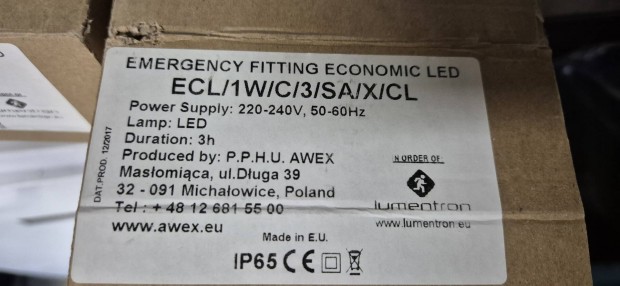 EMERGENCY FITTING ECONOMIC LED
ECL/1W/C/3/SA/X/CL
Power Supply: 220-240V, 50-60Hz
Lamp: LED
Duration: 3h
Produced by: P.P.H.U. AWEX
Masłomiąca, ul.Długa 39
32 - 091 Michałowice, Poland
Tel : + 48 12 681 55 00
www.awex.eu
DAT.PROD. 12/2017
N ORDER OF
lumentron
www.lumentron.eu
Made in E.U.
IP65 CE